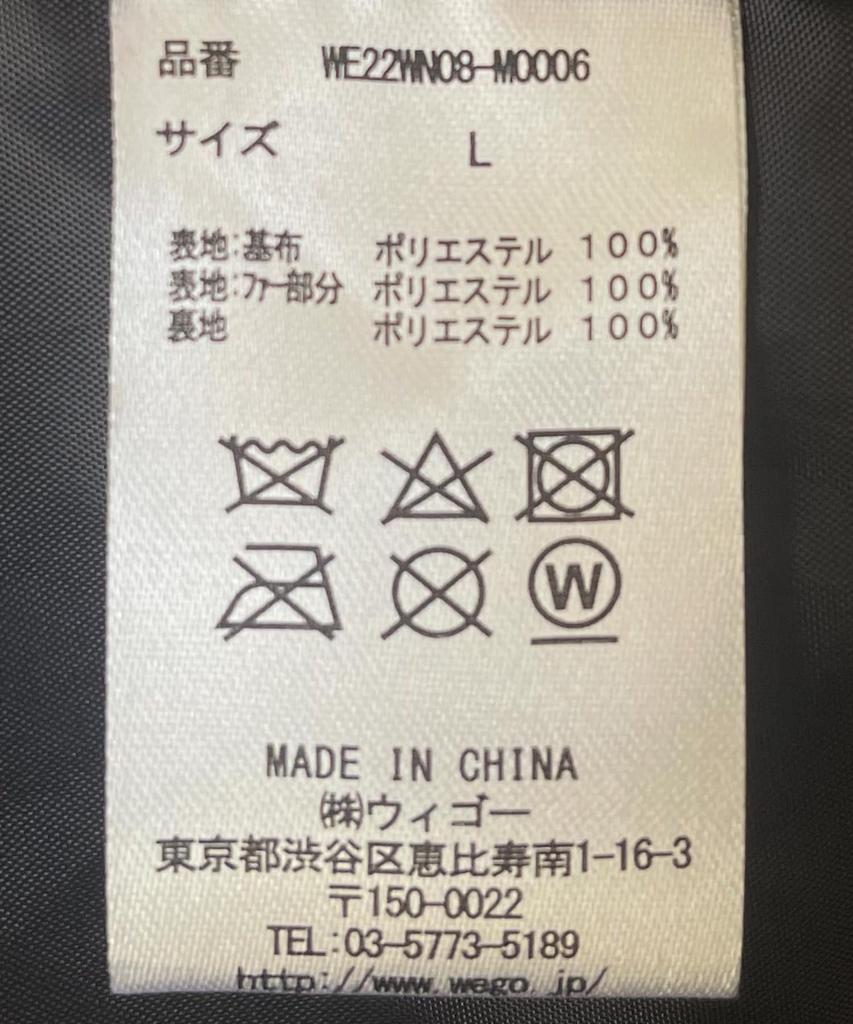 品番 WE22WN08-M0006
サイズ L
表地:基布 ポリエステル 100%
表地:ファー部分 ポリエステル 100%
裏地 ポリエステル 100%
W
MADE IN CHINA
㈱ウィゴー
東京都渋谷区恵比寿南1-16-3
〒150-0022
TEL:03-5773-5189
http://www.wego.jp/